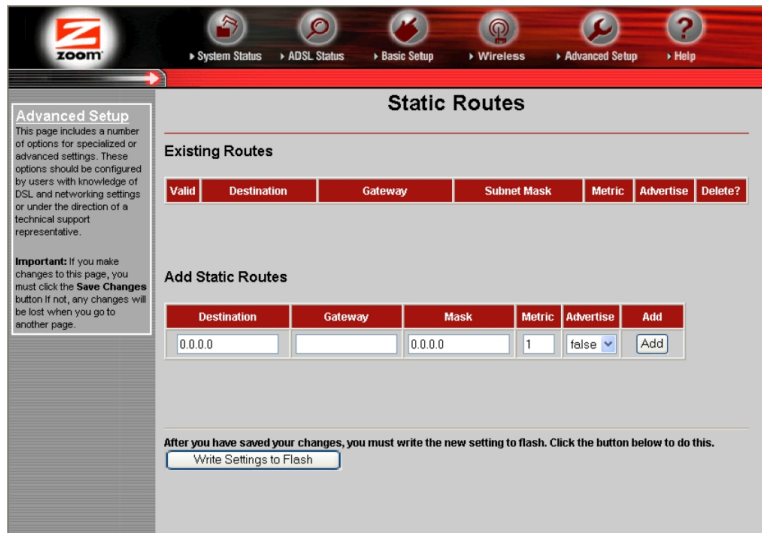 zoom
System Status
ADSL Status
Basic Setup
Wireless
Advanced Setup
Help
Advanced Setup
This page includes a number
of options for specialized or
advanced settings. These
options should be configured
by users with knowledge of
DSL and networking settings
or under the direction of a
technical support
representative.
Important: If you make
changes to this page, you
must click the Save Changes
button If not, any changes will
be lost when you go to
another page.
Static Routes
Existing Routes
Valid Destination Gateway Subnet Mask Metric Advertise Delete?
Add Static Routes
Destination Gateway Mask Metric Advertise Add
0.0.0.0 0.0.0.0 1 false Add
After you have saved your changes, you must write the new setting to flash. Click the button below to do this.
Write Settings to Flash